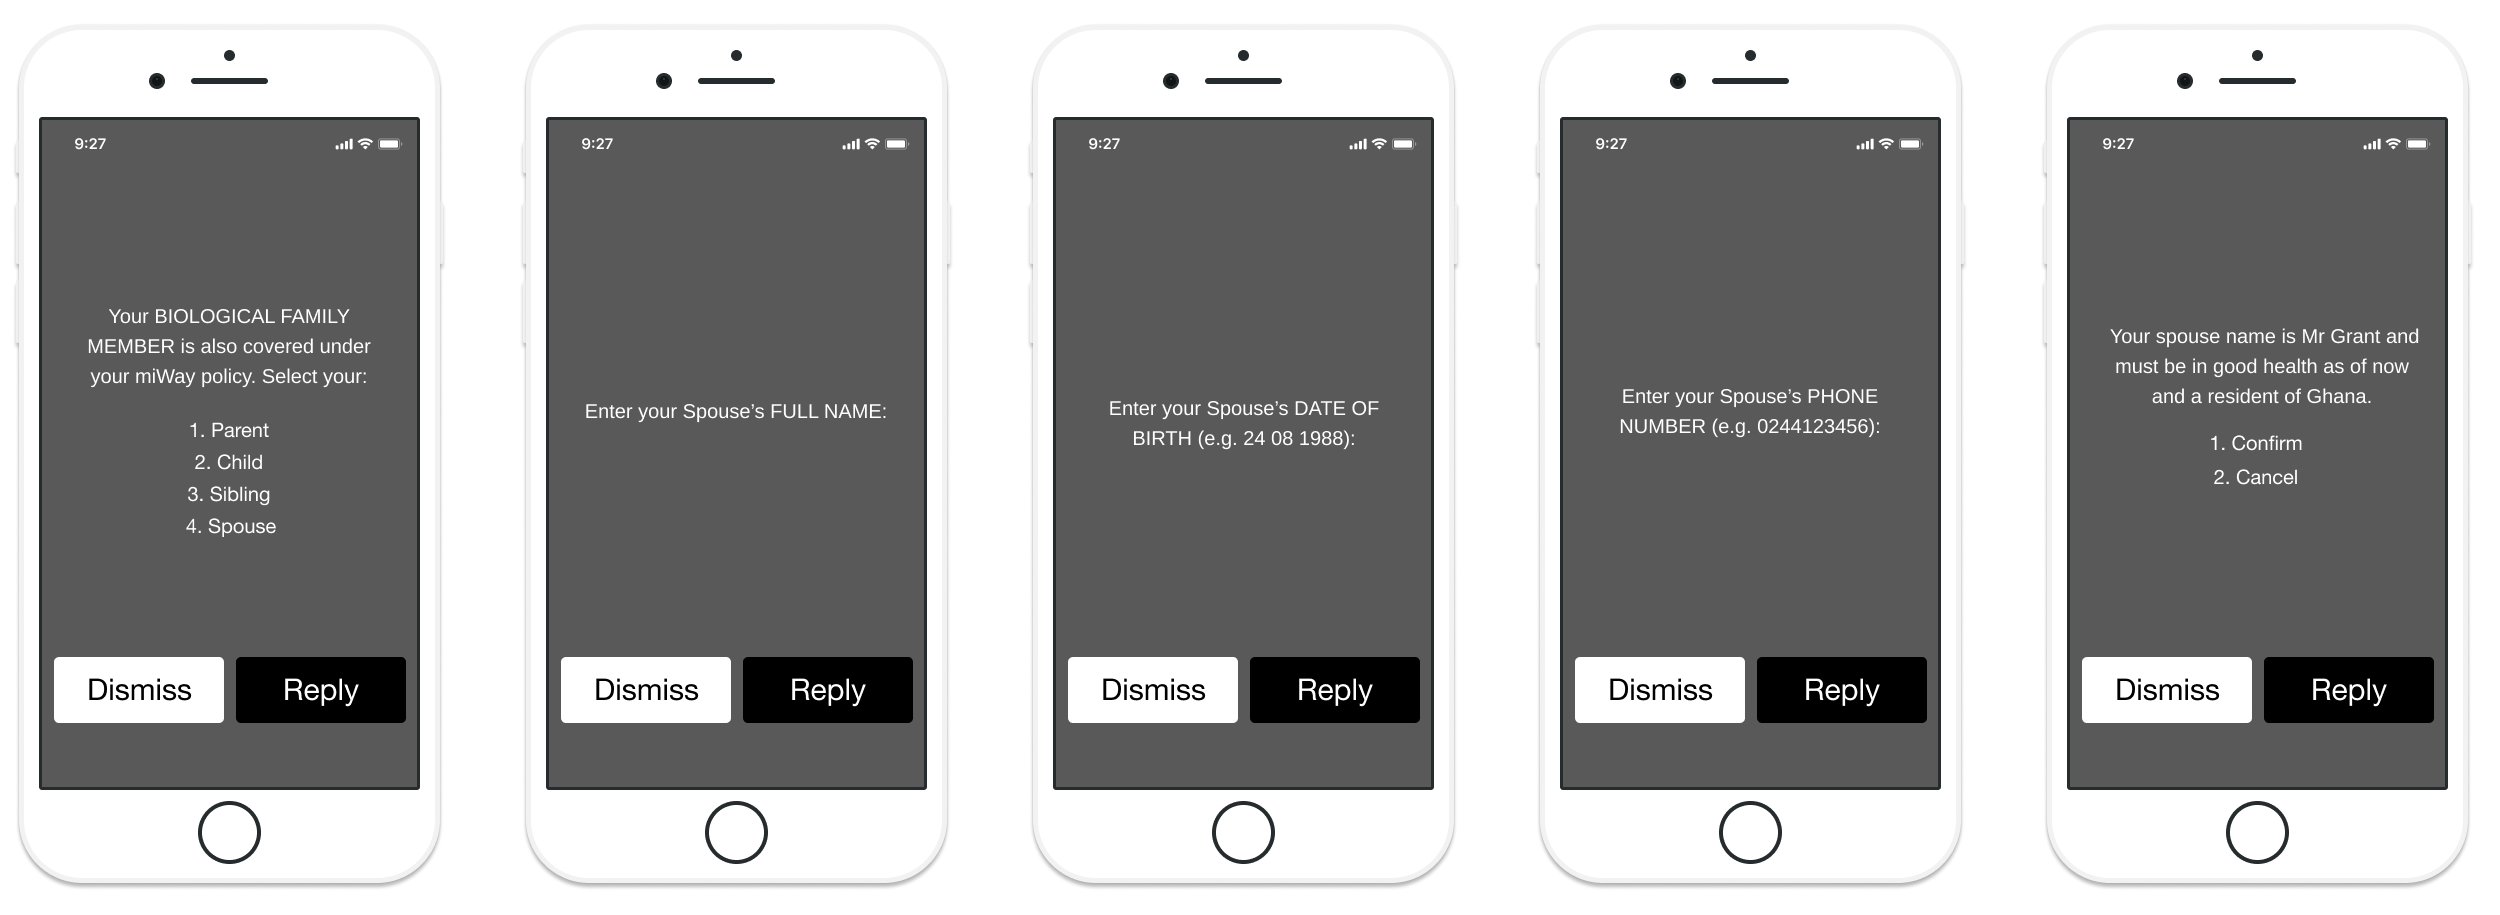 9:27
Your BIOLOGICAL FAMILY
MEMBER is also covered under
your miWay policy. Select your:
1. Parent
2. Child
3. Sibling
4. Spouse
Dismiss
Reply
9:27
Enter your Spouse’s FULL NAME:
Dismiss
Reply
9:27
Enter your Spouse’s DATE OF
BIRTH (e.g. 24 08 1988):
Dismiss
Reply
9:27
Enter your Spouse’s PHONE
NUMBER (e.g. 0244123456):
Dismiss
Reply
9:27
Your spouse name is Mr Grant and
must be in good health as of now
and a resident of Ghana.
1. Confirm
2. Cancel
Dismiss
Reply